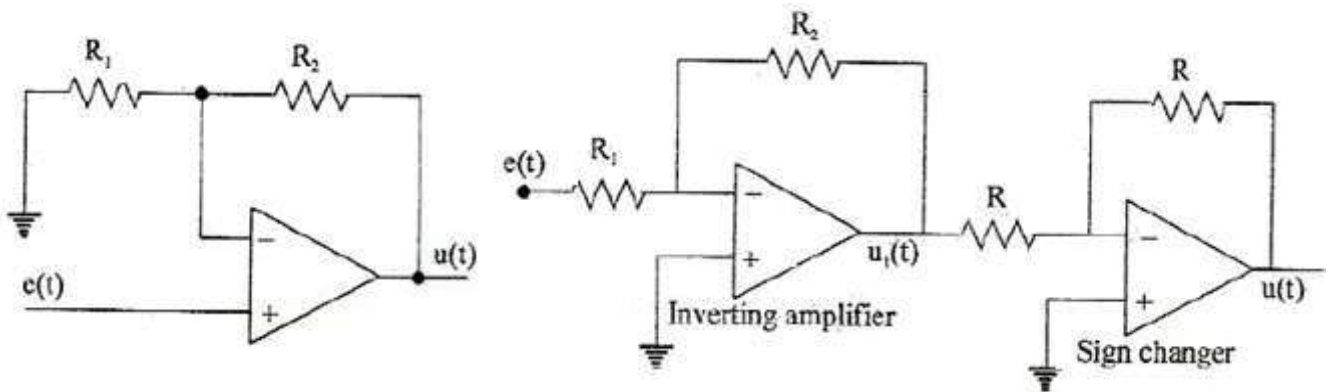 R₁
R₂
−
+
e(t)
u(t)
R₂
e(t)
R₁
−
+
u₁(t)
Inverting amplifier
R
R
−
+
u(t)
Sign changer